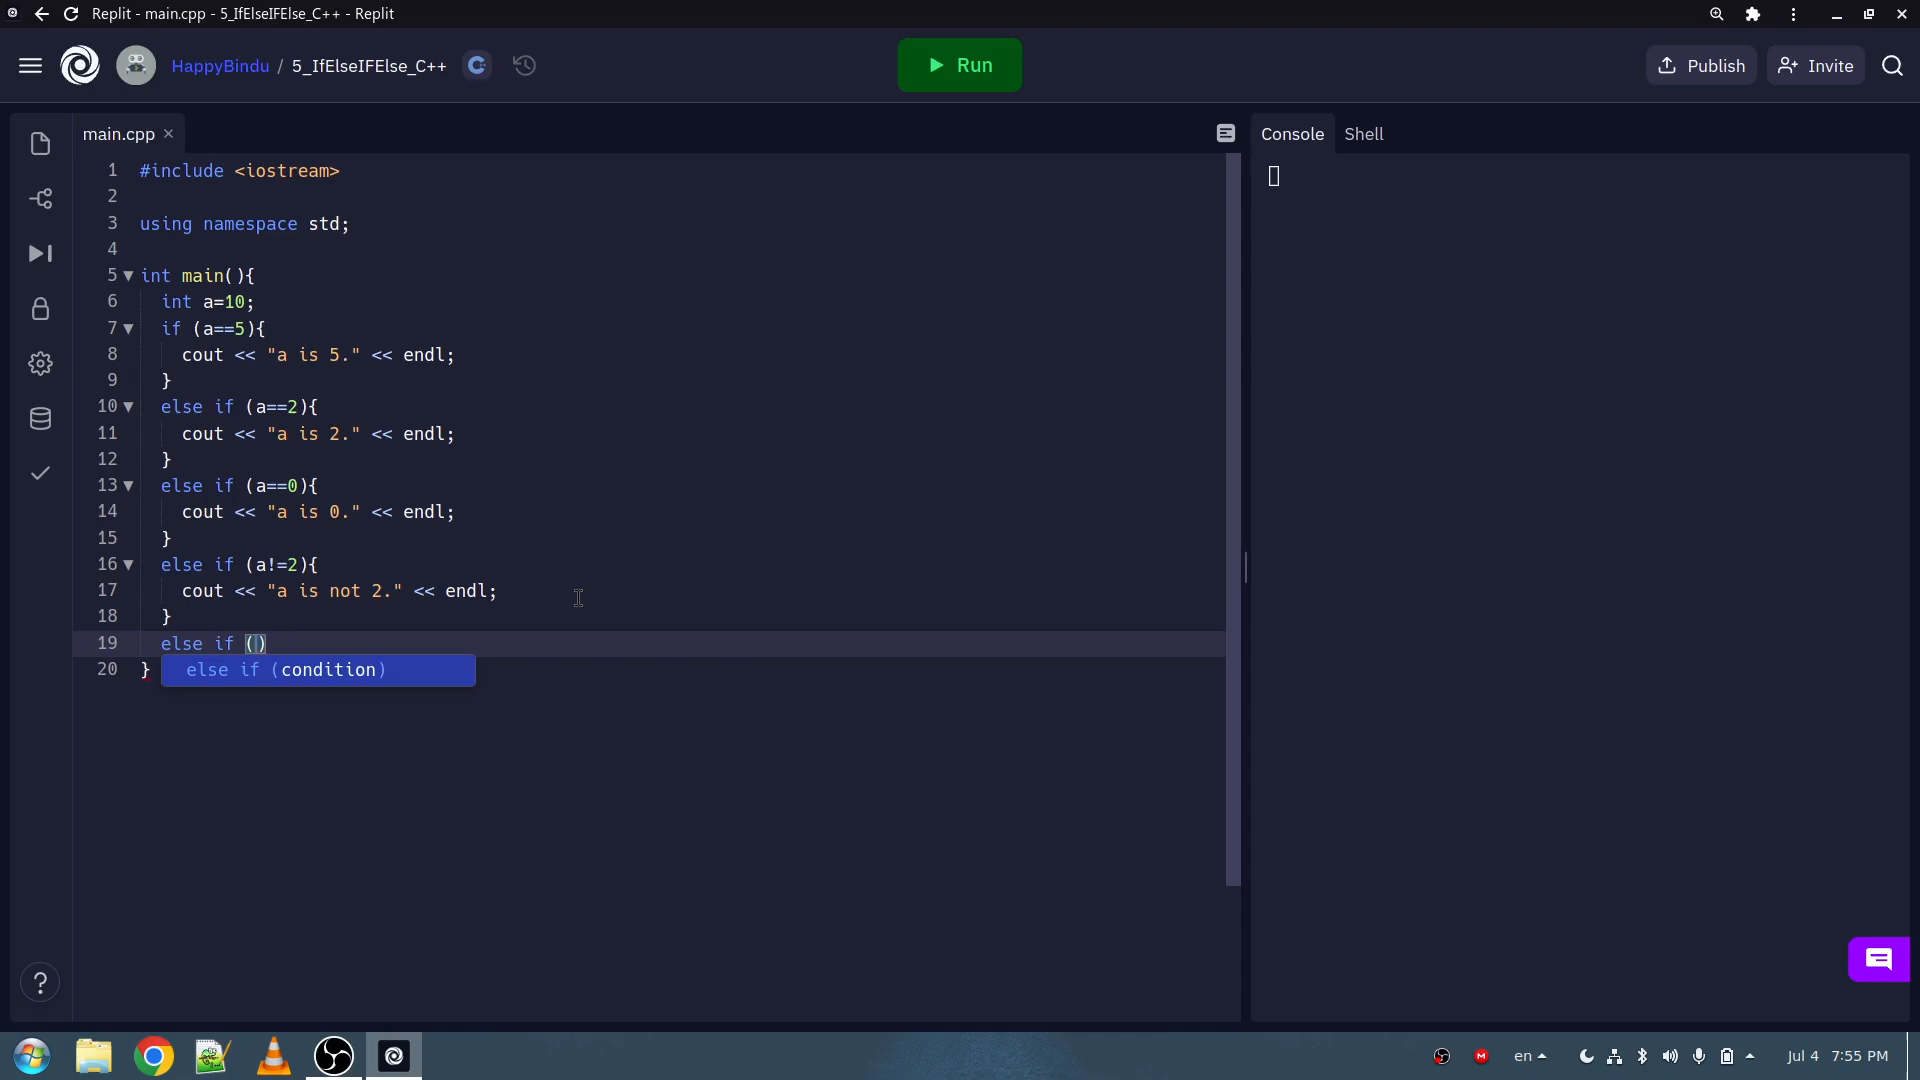 Replit - main.cpp - 5_IfElseIFElse_C++ - Replit
HappyBindu / 5_IfElseIFElse_C++
Run
Publish
Invite
main.cpp
Console
Shell
1 #include <iostream>
2
3 using namespace std;
4
5 int main(){
6 int a=10;
7 if (a==5){
8 cout << "a is 5." << endl;
9 }
10 else if (a==2){
11 cout << "a is 2." << endl;
12 }
13 else if (a==0){
14 cout << "a is 0." << endl;
15 }
16 else if (a!=2){
17 cout << "a is not 2." << endl;
18 }
19 else if ()
20 }
else if (condition)
?
en
Jul 4 7:55 PM